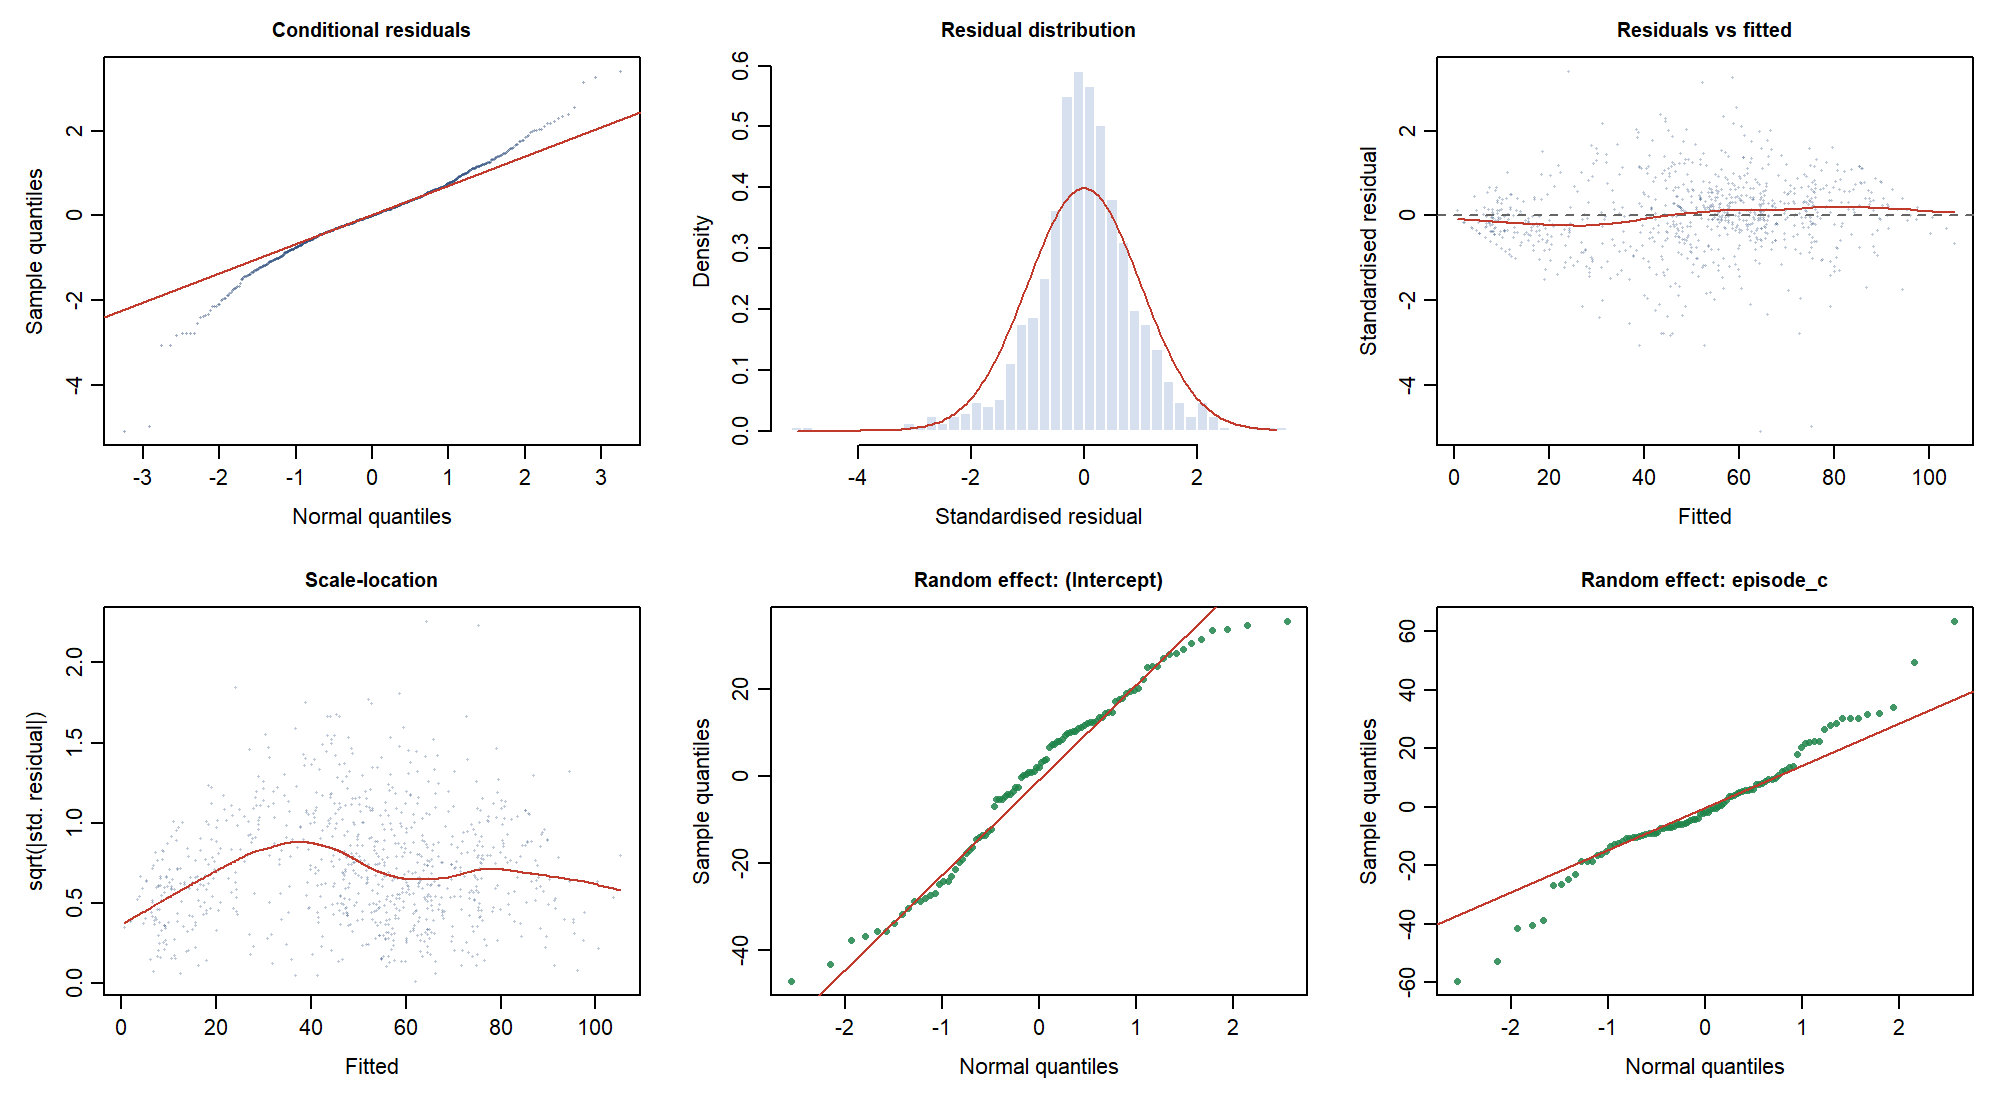 Conditional residuals
Sample quantiles
2
0
-2
-4
-3 -2 -1 0 1 2 3
Normal quantiles
Residual distribution
Density
0.6
0.5
0.4
0.3
0.2
0.1
0.0
-4 -2 0 2
Standardised residual
Residuals vs fitted
Standardised residual
2
0
-2
-4
0 20 40 60 80 100
Fitted
Scale-location
sqrt(|std. residual|)
2.0
1.5
1.0
0.5
0.0
0 20 40 60 80 100
Fitted
Random effect: (Intercept)
Sample quantiles
20
0
-20
-40
-2 -1 0 1 2
Normal quantiles
Random effect: episode_c
Sample quantiles
60
40
20
0
-20
-40
-60
-2 -1 0 1 2
Normal quantiles